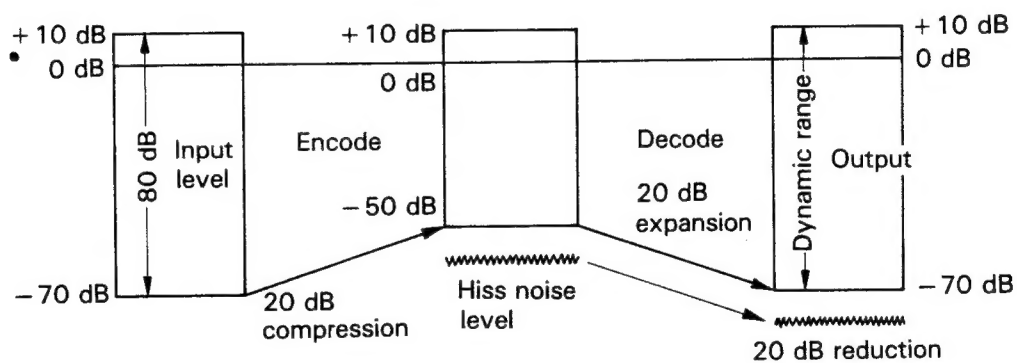 +10 dB
0 dB
80 dB
Input
level
−70 dB
Encode
20 dB
compression
+10 dB
0 dB
−50 dB
Hiss noise
level
Decode
20 dB
expansion
+10 dB
0 dB
Dynamic range
Output
−70 dB
20 dB reduction